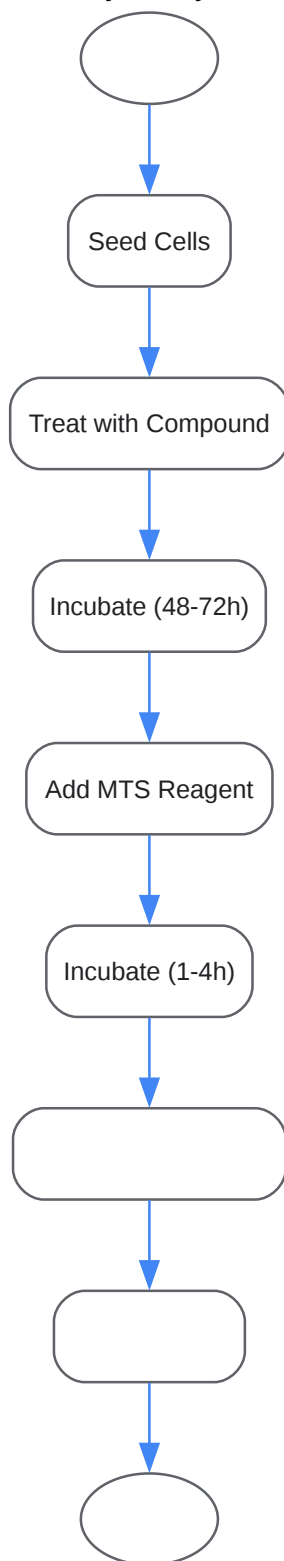 Seed Cells
Treat with Compound
Incubate (48-72h)
Add MTS Reagent
Incubate (1-4h)